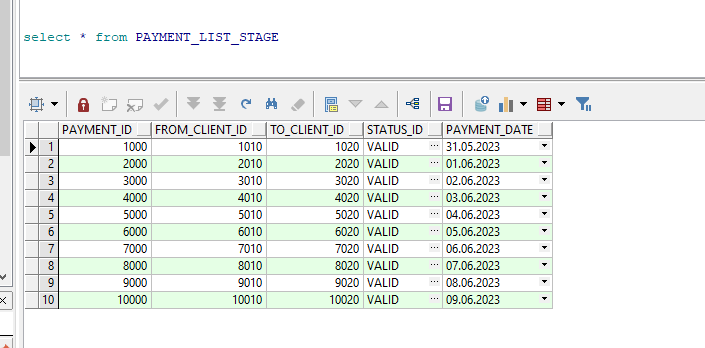 select * from PAYMENT_LIST_STAGE
PAYMENT_ID FROM_CLIENT_ID TO_CLIENT_ID STATUS_ID PAYMENT_DATE
1 1000 1010 1020 VALID ... 31.05.2023
2 2000 2010 2020 VALID ... 01.06.2023
3 3000 3010 3020 VALID ... 02.06.2023
4 4000 4010 4020 VALID ... 03.06.2023
5 5000 5010 5020 VALID ... 04.06.2023
6 6000 6010 6020 VALID ... 05.06.2023
7 7000 7010 7020 VALID ... 06.06.2023
8 8000 8010 8020 VALID ... 07.06.2023
9 9000 9010 9020 VALID ... 08.06.2023
10 10000 10010 10020 VALID ... 09.06.2023